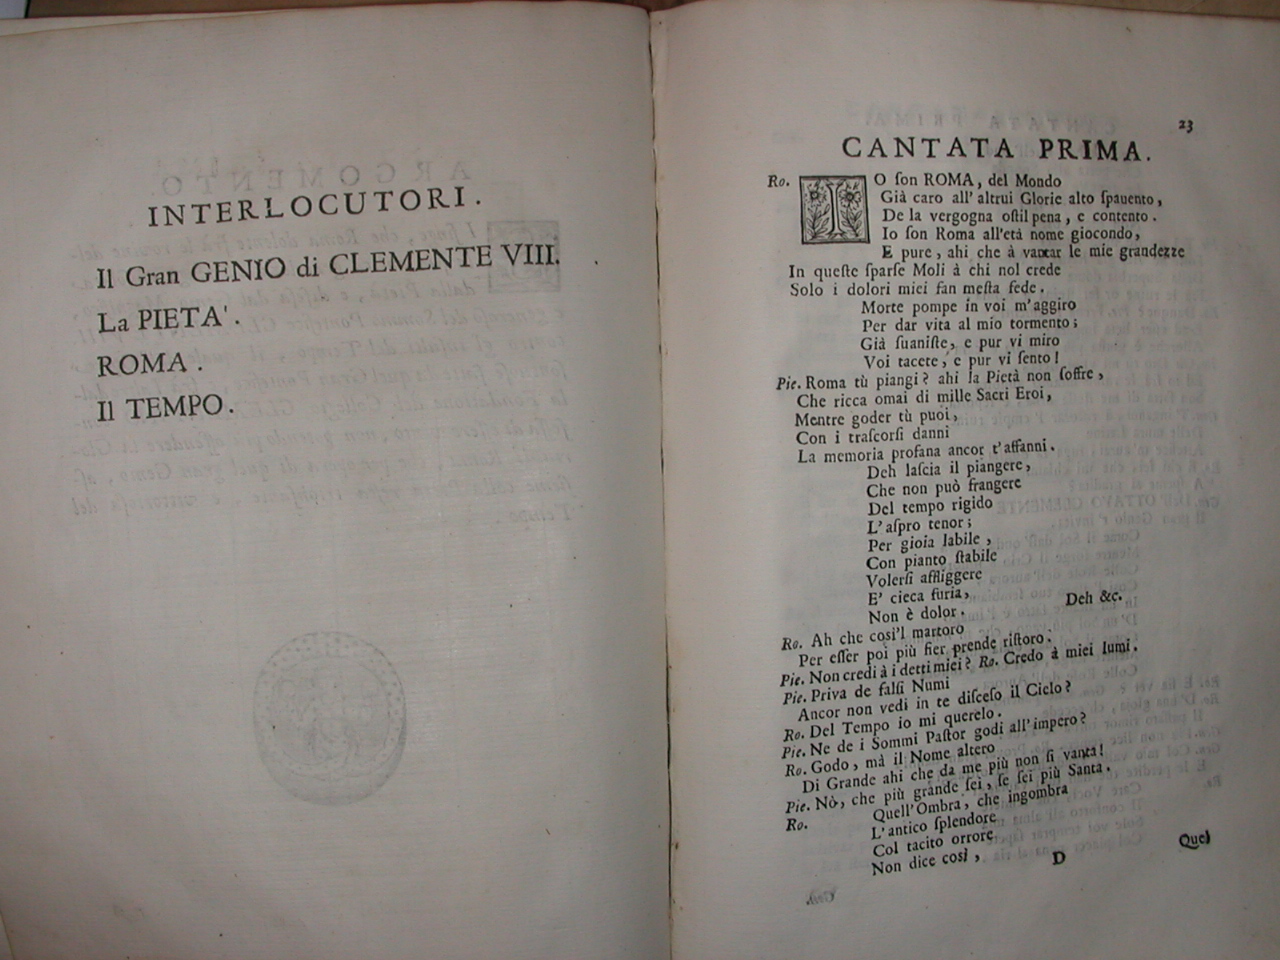 INTERLOCUTORI.
Il Gran GENIO di CLEMENTE VIII.
La PIETA'.
ROMA.
Il TEMPO.
23
CANTATA PRIMA.
Ro. IO ſon ROMA, del Mondo
Già caro all' altrui Glorie alto ſpauento,
De la vergogna oſtil pena, e contento.
Io ſon Roma all'età nome giocondo,
E pure, ahi che à vantar le mie grandezze
In queſte ſparſe Moli à chi nol crede
Solo i dolori miei fan meſta fede.
Morte pompe in voi m'aggiro
Per dar vita al mio tormento;
Già ſuaniſte, e pur vi miro
Voi tacete, e pur vi ſento!
Pie. Roma tù piangi? ahi la Pietà non ſoffre,
Che ricca omai di mille Sacri Eroi,
Mentre goder tù puoi,
Con i traſcorſi danni
La memoria profana ancor t'affanni.
Deh laſcia il piangere,
Che non può frangere
Del tempo rigido
L'aſpro tenor;
Per gioia labile,
Con pianto ſtabile
Volerſi affliggere
E' cieca furia,
Non è dolor. Deh &c.
Ro. Ah che così'l martoro
Per eſſer poi più fier prende riſtoro.
Pie. Non credi à i detti miei? Ro. Credo à miei lumi.
Pie. Priva de falſi Numi
Ancor non vedi in te diſceſo il Cielo?
Ro. Del Tempo io mi querelo.
Pie. Ne de i Sommi Paſtor godi all'impero?
Ro. Godo, mà il Nome altero
Di Grande ahi che da me più non ſi vanta!
Pie. Nò, che più grande ſei, ſe ſei più Santa.
Ro. Quell'Ombra, che ingombra
L'antico ſplendore
Col tacito orrore
Non dice così,
D
Quel